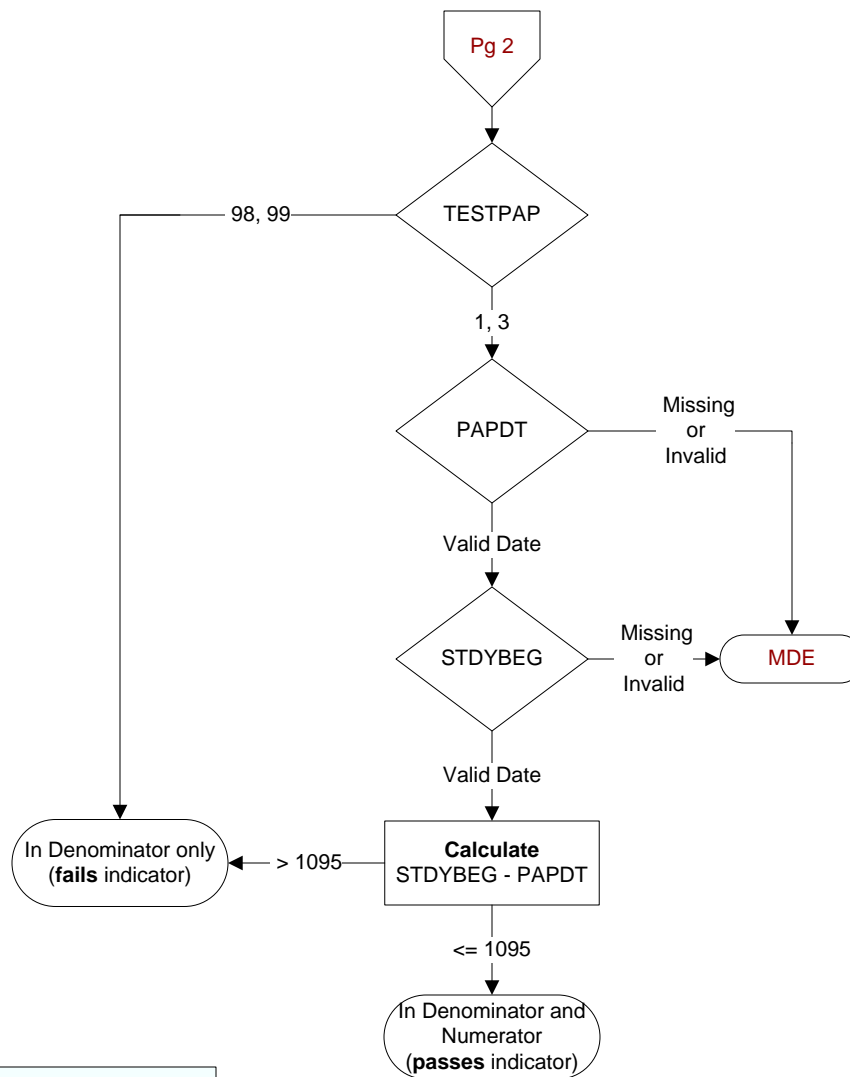 Pg 2
TESTPAP
98, 99
1, 3
PAPDT
Missing
or
Invalid
Valid Date
STDYBEG
Missing
or
Invalid
MDE
Valid Date
In Denominator only
(fails indicator)
> 1095
Calculate
STDYBEG - PAPDT
<= 1095
In Denominator and
Numerator
(passes indicator)